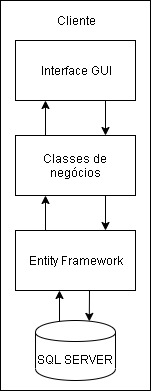 Cliente
Interface GUI
Classes de
negócios
Entity Framework
SQL SERVER